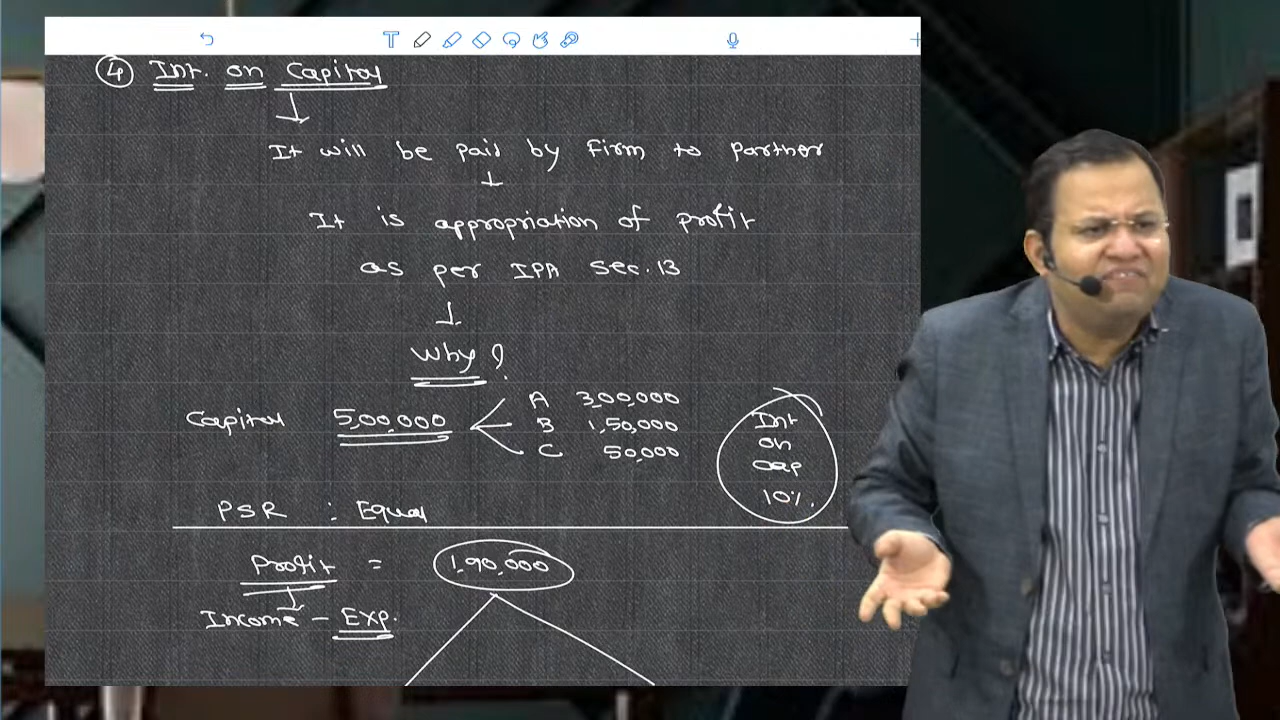 4 Int. on Capital
It will be paid by Firm to Partner
It is appropriation of profit
as per IPA Sec. 13
Why?
Capital 5,00,000
A 3,00,000
B 1,50,000
C 50,000
Int
on
cap
10%.
PSR : Equal
Profit = 1,90,000
Income - Exp.